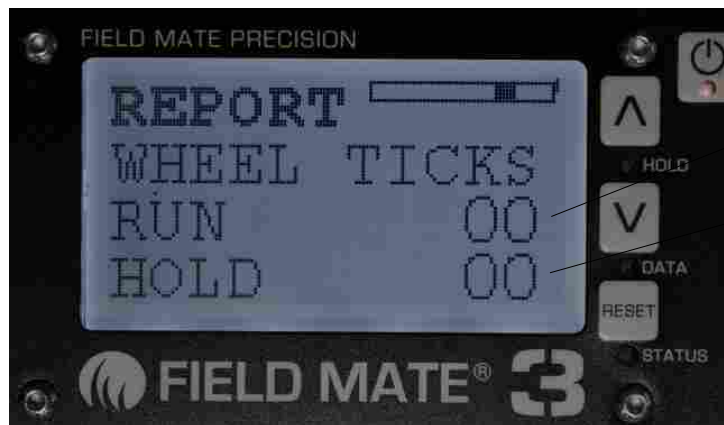 FIELD MATE PRECISION
REPORT
WHEEL TICKS
RUN 00
HOLD 00
HOLD
DATA
RESET
STATUS
FIELD MATE® 3